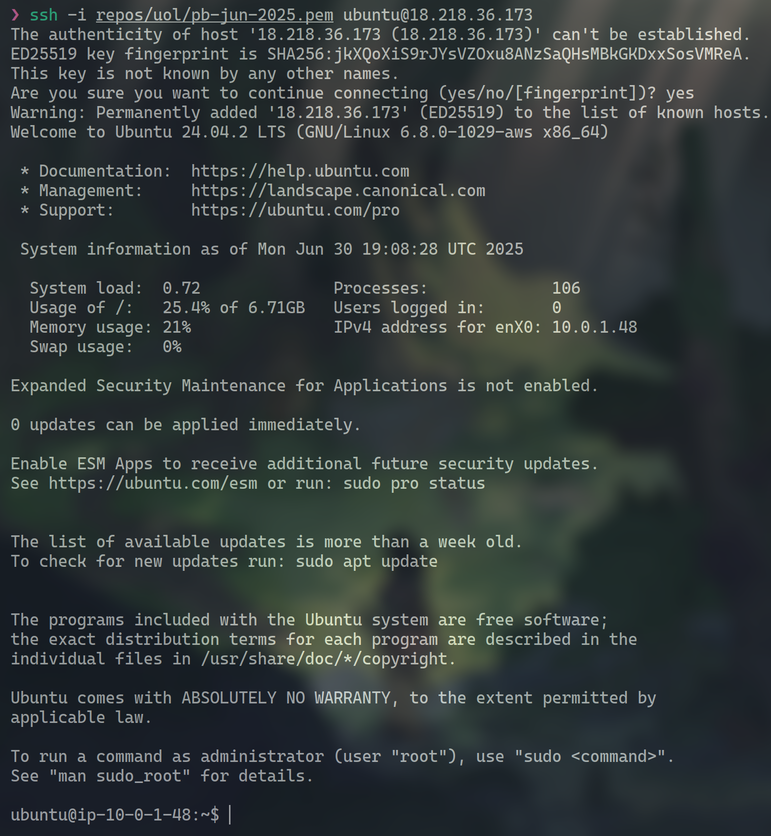 ❯ ssh -i repos/uol/pb-jun-2025.pem ubuntu@18.218.36.173
The authenticity of host '18.218.36.173 (18.218.36.173)' can't be established.
ED25519 key fingerprint is SHA256:jkXQoXiS9rJYsVZOxu8ANzSaQHsMBkGKDxxSosVMReA.
This key is not known by any other names.
Are you sure you want to continue connecting (yes/no/[fingerprint])? yes
Warning: Permanently added '18.218.36.173' (ED25519) to the list of known hosts.
Welcome to Ubuntu 24.04.2 LTS (GNU/Linux 6.8.0-1029-aws x86_64)

 * Documentation:  https://help.ubuntu.com
 * Management:     https://landscape.canonical.com
 * Support:        https://ubuntu.com/pro

 System information as of Mon Jun 30 19:08:28 UTC 2025

  System load:  0.72               Processes:             106
  Usage of /:   25.4% of 6.71GB   Users logged in:       0
  Memory usage: 21%               IPv4 address for enX0: 10.0.1.48
  Swap usage:   0%

Expanded Security Maintenance for Applications is not enabled.

0 updates can be applied immediately.

Enable ESM Apps to receive additional future security updates.
See https://ubuntu.com/esm or run: sudo pro status


The list of available updates is more than a week old.
To check for new updates run: sudo apt update


The programs included with the Ubuntu system are free software;
the exact distribution terms for each program are described in the
individual files in /usr/share/doc/*/copyright.

Ubuntu comes with ABSOLUTELY NO WARRANTY, to the extent permitted by
applicable law.

To run a command as administrator (user "root"), use "sudo <command>".
See "man sudo_root" for details.

ubuntu@ip-10-0-1-48:~$